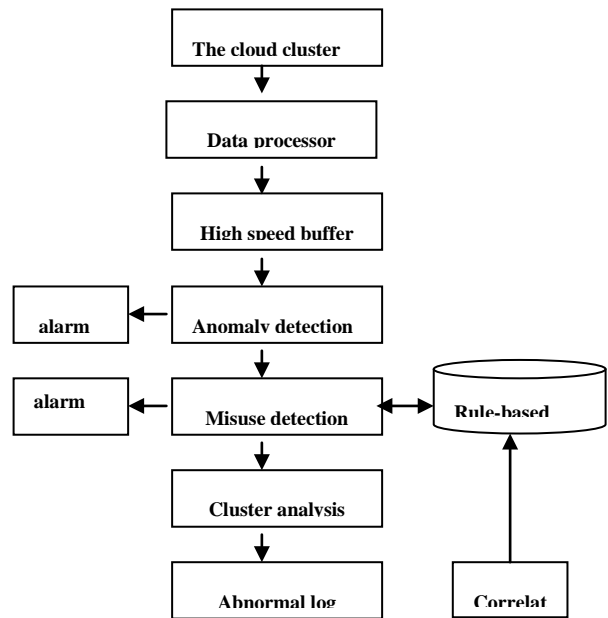 The cloud cluster
Data processor
High speed buffer
alarm
Anomaly detection
alarm
Misuse detection
Rule-based
Cluster analysis
Abnormal log
Correlat